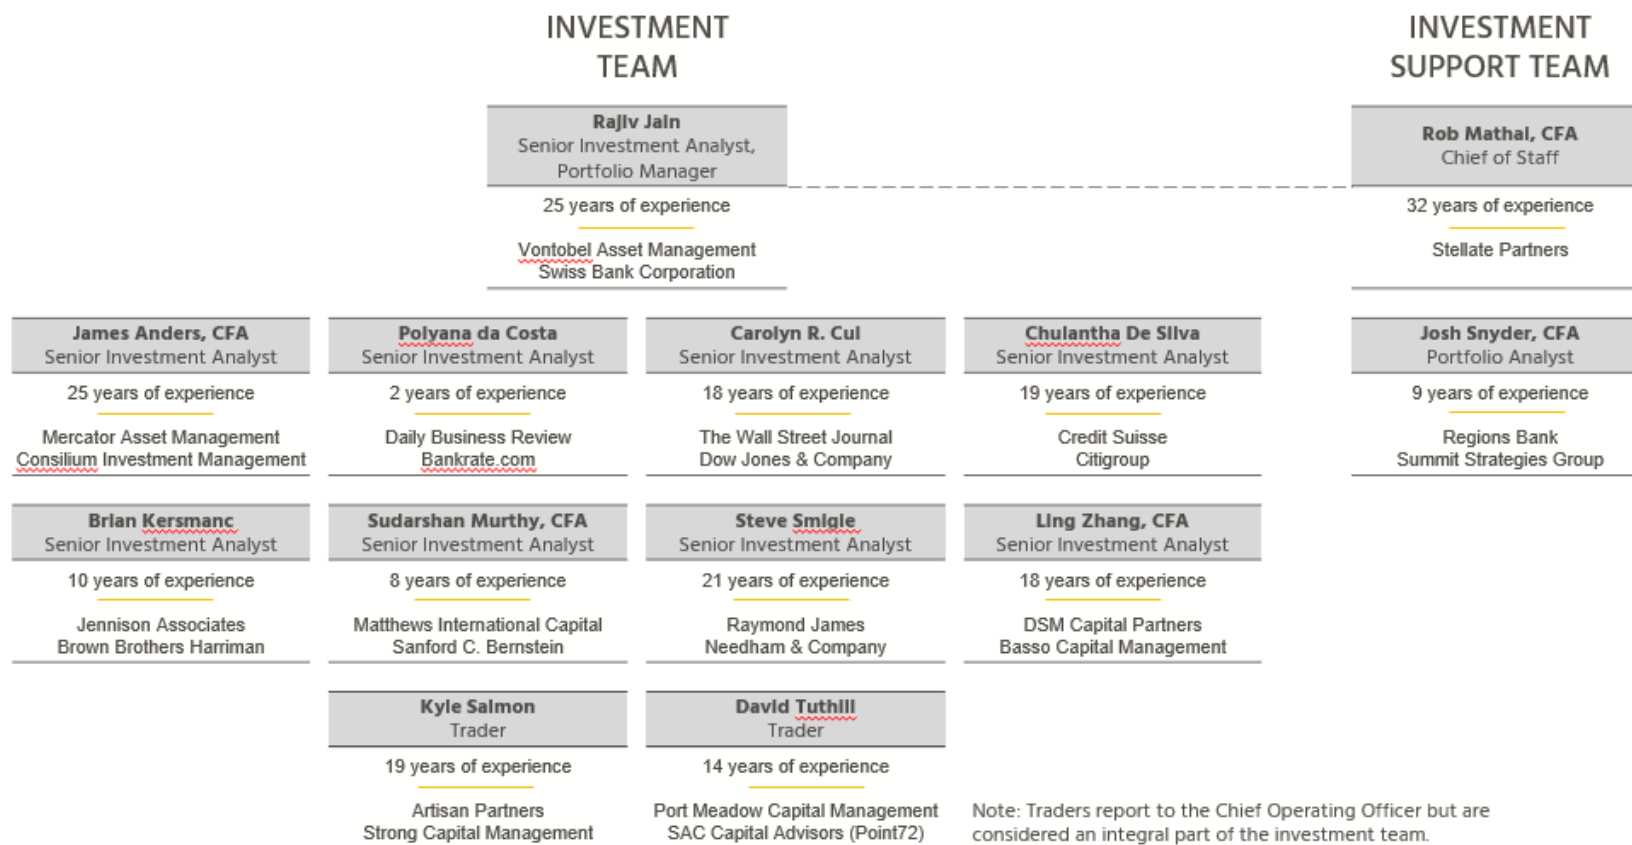 INVESTMENT
TEAM
INVESTMENT
SUPPORT TEAM
Rajiv Jain
Senior Investment Analyst,
Portfolio Manager
25 years of experience
Vontobel Asset Management
Swiss Bank Corporation
Rob Mathai, CFA
Chief of Staff
32 years of experience
Stellate Partners
James Anders, CFA
Senior Investment Analyst
25 years of experience
Mercator Asset Management
Consilium Investment Management
Polyana da Costa
Senior Investment Analyst
2 years of experience
Daily Business Review
Bankrate.com
Carolyn R. Cui
Senior Investment Analyst
18 years of experience
The Wall Street Journal
Dow Jones & Company
Chulantha De Silva
Senior Investment Analyst
19 years of experience
Credit Suisse
Citigroup
Josh Snyder, CFA
Portfolio Analyst
9 years of experience
Regions Bank
Summit Strategies Group
Brian Kersmanc
Senior Investment Analyst
10 years of experience
Jennison Associates
Brown Brothers Harriman
Sudarshan Murthy, CFA
Senior Investment Analyst
8 years of experience
Matthews International Capital
Sanford C. Bernstein
Steve Smigie
Senior Investment Analyst
21 years of experience
Raymond James
Needham & Company
Ling Zhang, CFA
Senior Investment Analyst
18 years of experience
DSM Capital Partners
Basso Capital Management
Kyle Salmon
Trader
19 years of experience
Artisan Partners
Strong Capital Management
David Tuthill
Trader
14 years of experience
Port Meadow Capital Management
SAC Capital Advisors (Point72)
Note: Traders report to the Chief Operating Officer but are
considered an integral part of the investment team.